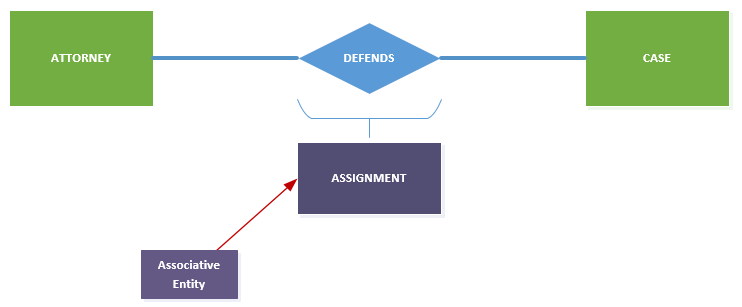 ATTORNEY
DEFENDS
CASE
ASSIGNMENT
Associative
Entity